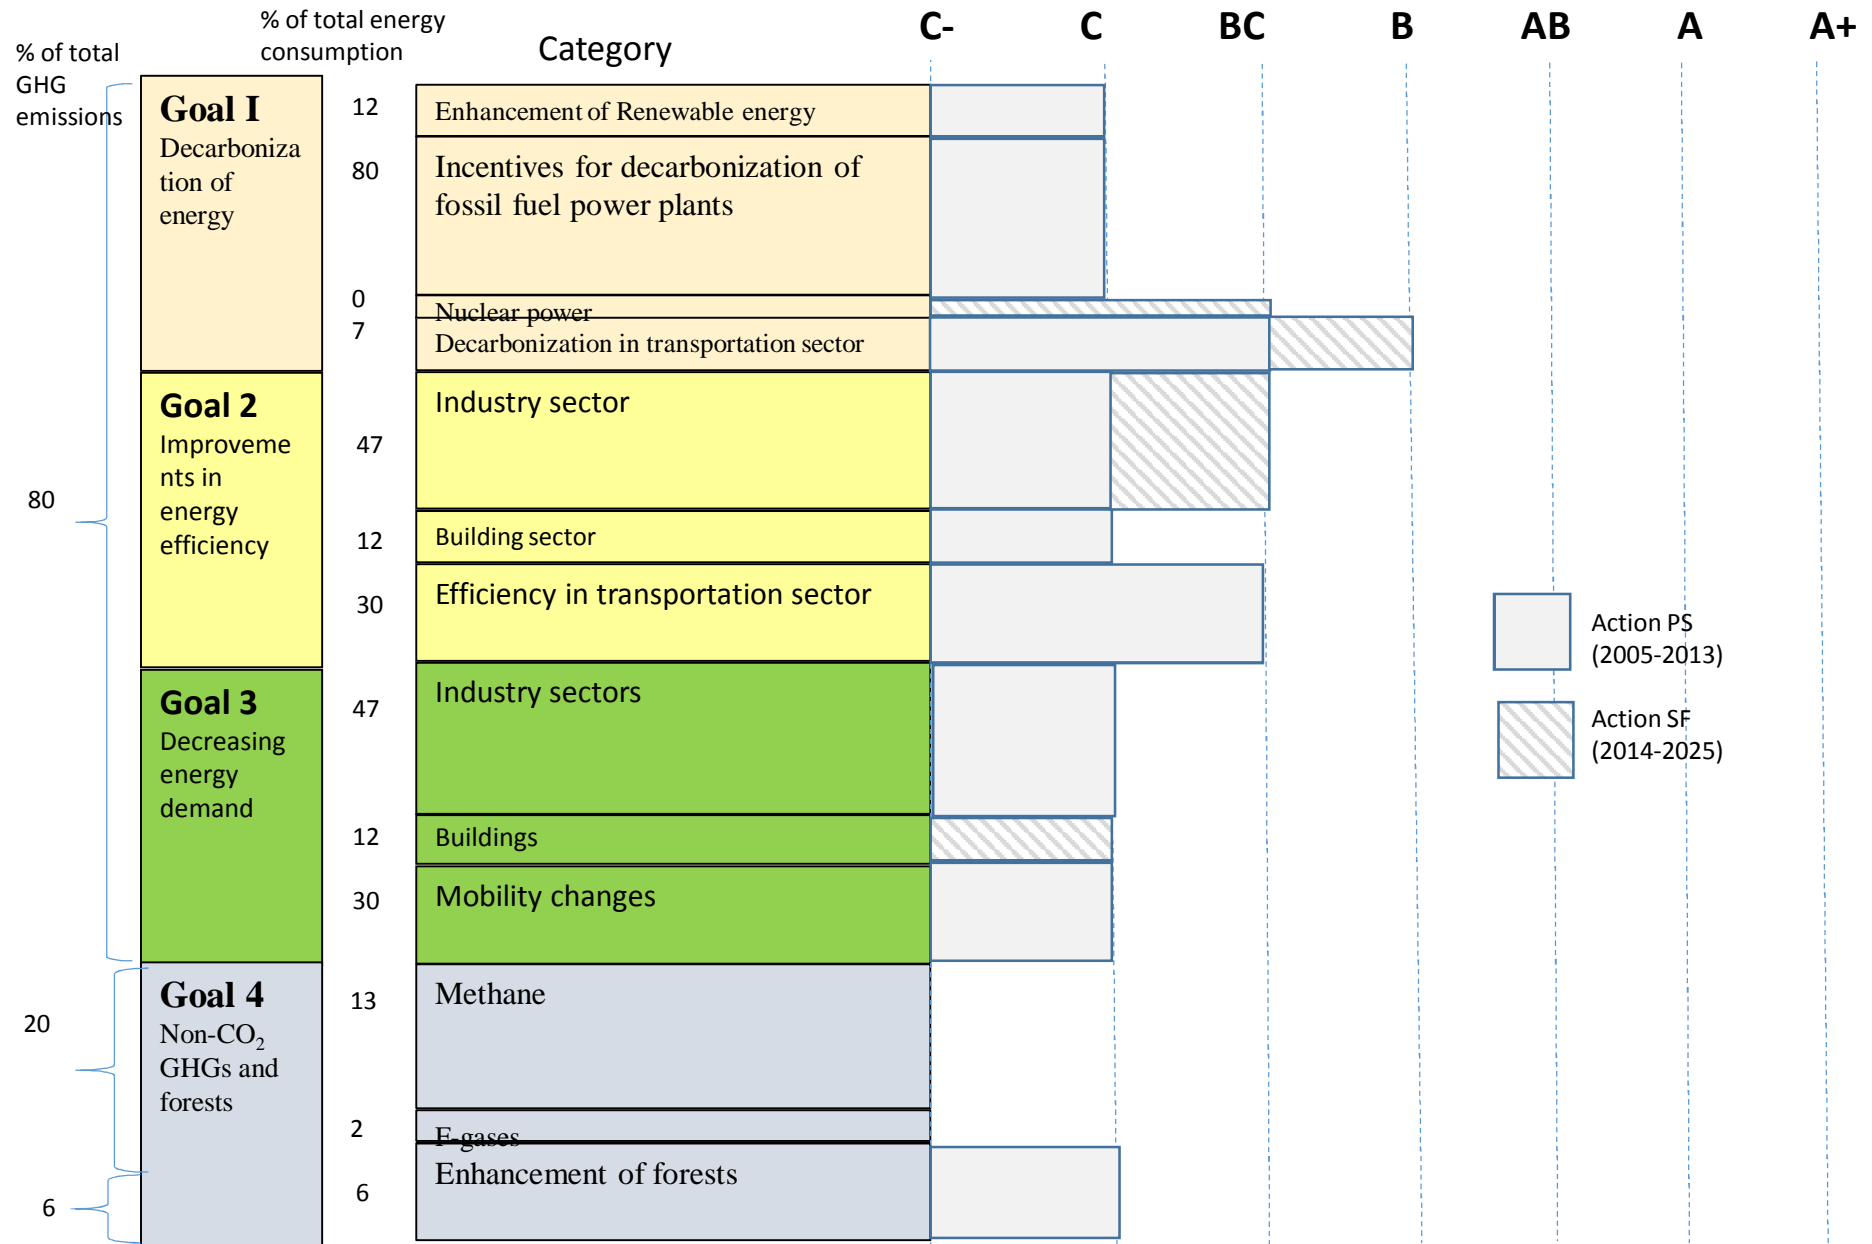 % of total
GHG
emissions
% of total energy
consumption
Category
C-
C
BC
B
AB
A
A+
Goal I
Decarboniza
tion of
energy
12
Enhancement of Renewable energy
80
Incentives for decarbonization of
fossil fuel power plants
0
Nuclear power
7
Decarbonization in transportation sector
80
Goal 2
Improveme
nts in
energy
efficiency
47
Industry sector
12
Building sector
30
Efficiency in transportation sector
Goal 3
Decreasing
energy
demand
47
Industry sectors
12
Buildings
30
Mobility changes
20
6
Goal 4
Non-CO₂
GHGs and
forests
13
Methane
2
F-gases
6
Enhancement of forests
Action PS
(2005-2013)
Action SF
(2014-2025)